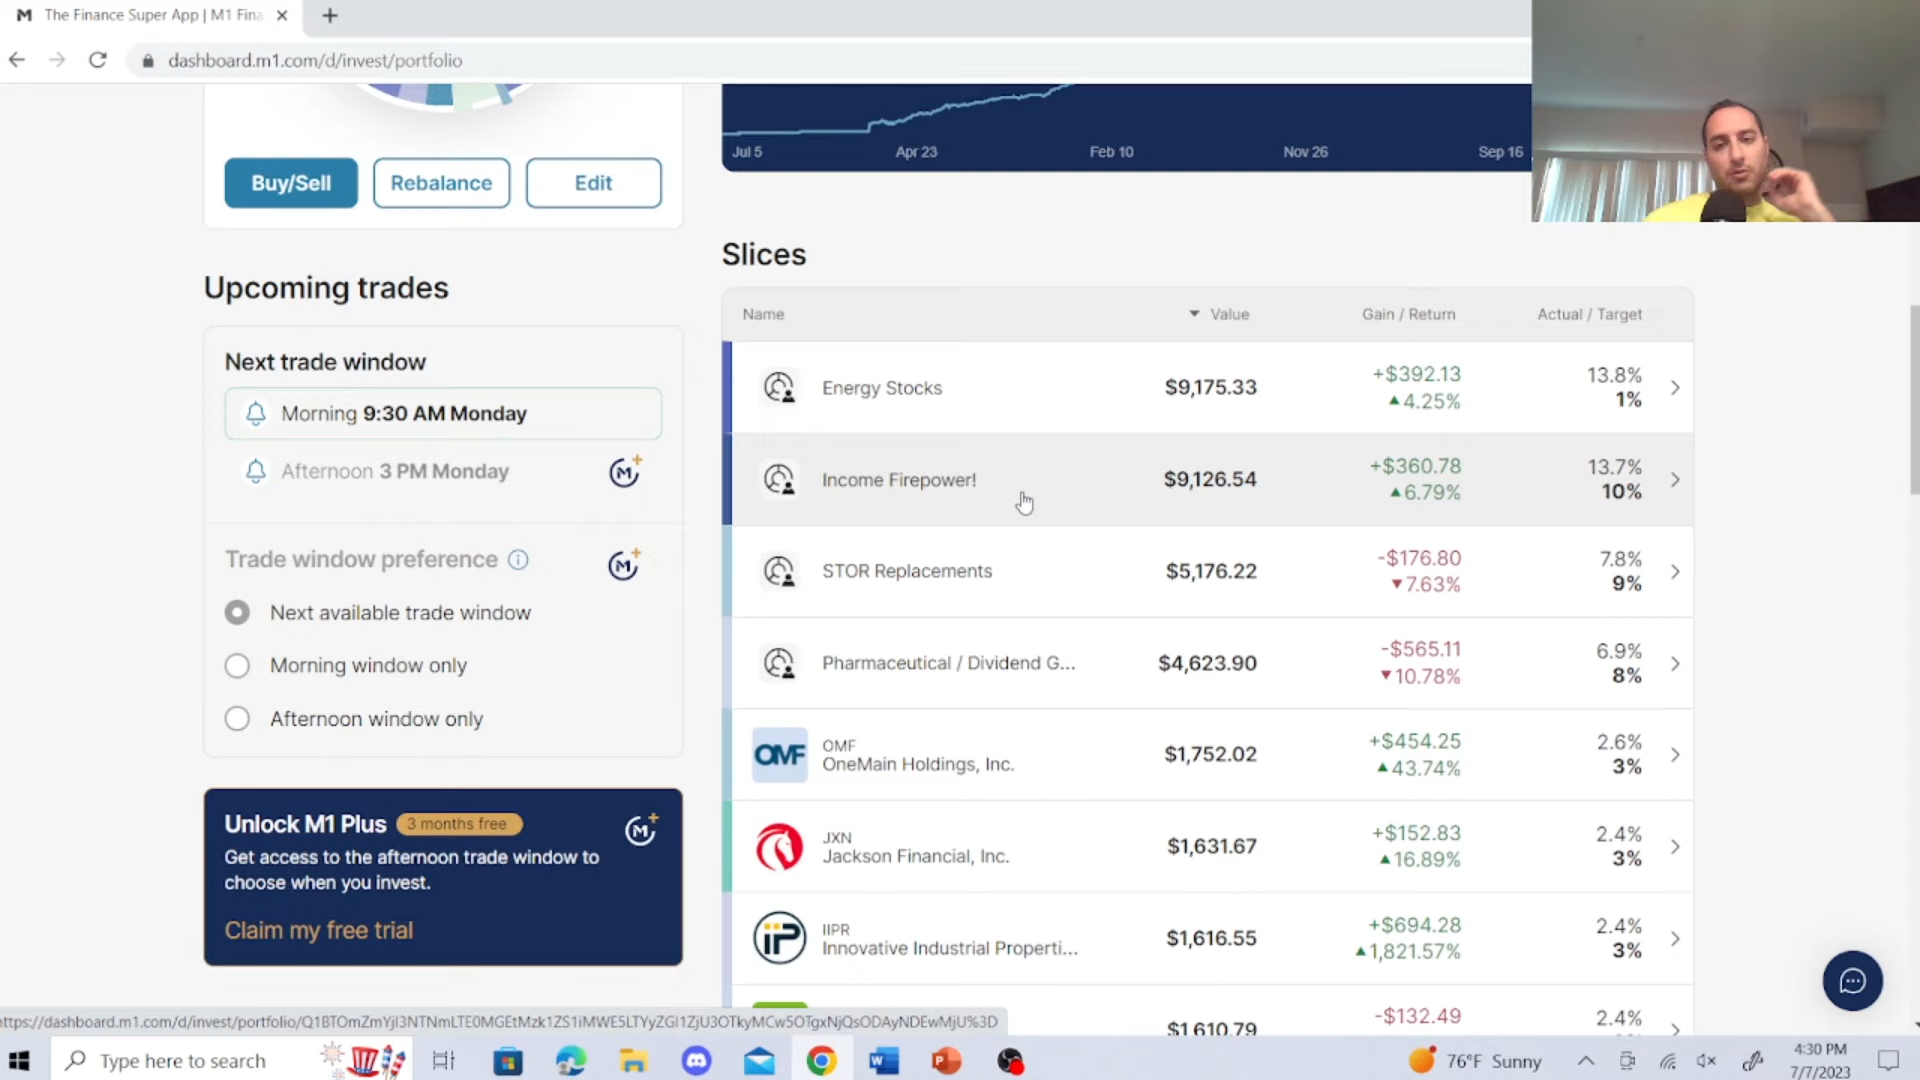 The Finance Super App | M1 Fina
dashboard.m1.com/d/invest/portfolio
Jul 5 Apr 23 Feb 10 Nov 26 Sep 16
Buy/Sell Rebalance Edit
Slices
Upcoming trades
Name Value Gain / Return Actual / Target
Next trade window
Morning 9:30 AM Monday
Afternoon 3 PM Monday
Trade window preference
Next available trade window
Morning window only
Afternoon window only
Unlock M1 Plus 3 months free
Get access to the afternoon trade window to
choose when you invest.
Claim my free trial
Energy Stocks $9,175.33 +$392.13 13.8%
4.25% 1%
Income Firepower! $9,126.54 +$360.78 13.7%
6.79% 10%
STOR Replacements $5,176.22 -$176.80 7.8%
7.63% 9%
Pharmaceutical / Dividend G... $4,623.90 -$565.11 6.9%
10.78% 8%
OMF
OMF
OneMain Holdings, Inc. $1,752.02 +$454.25 2.6%
43.74% 3%
JXN
Jackson Financial, Inc. $1,631.67 +$152.83 2.4%
16.89% 3%
iiP
IIPR
Innovative Industrial Properti... $1,616.55 +$694.28 2.4%
1,821.57% 3%
$1,610.79 -$132.49 2.4%
Type here to search
76°F Sunny
4:30 PM
7/7/2023